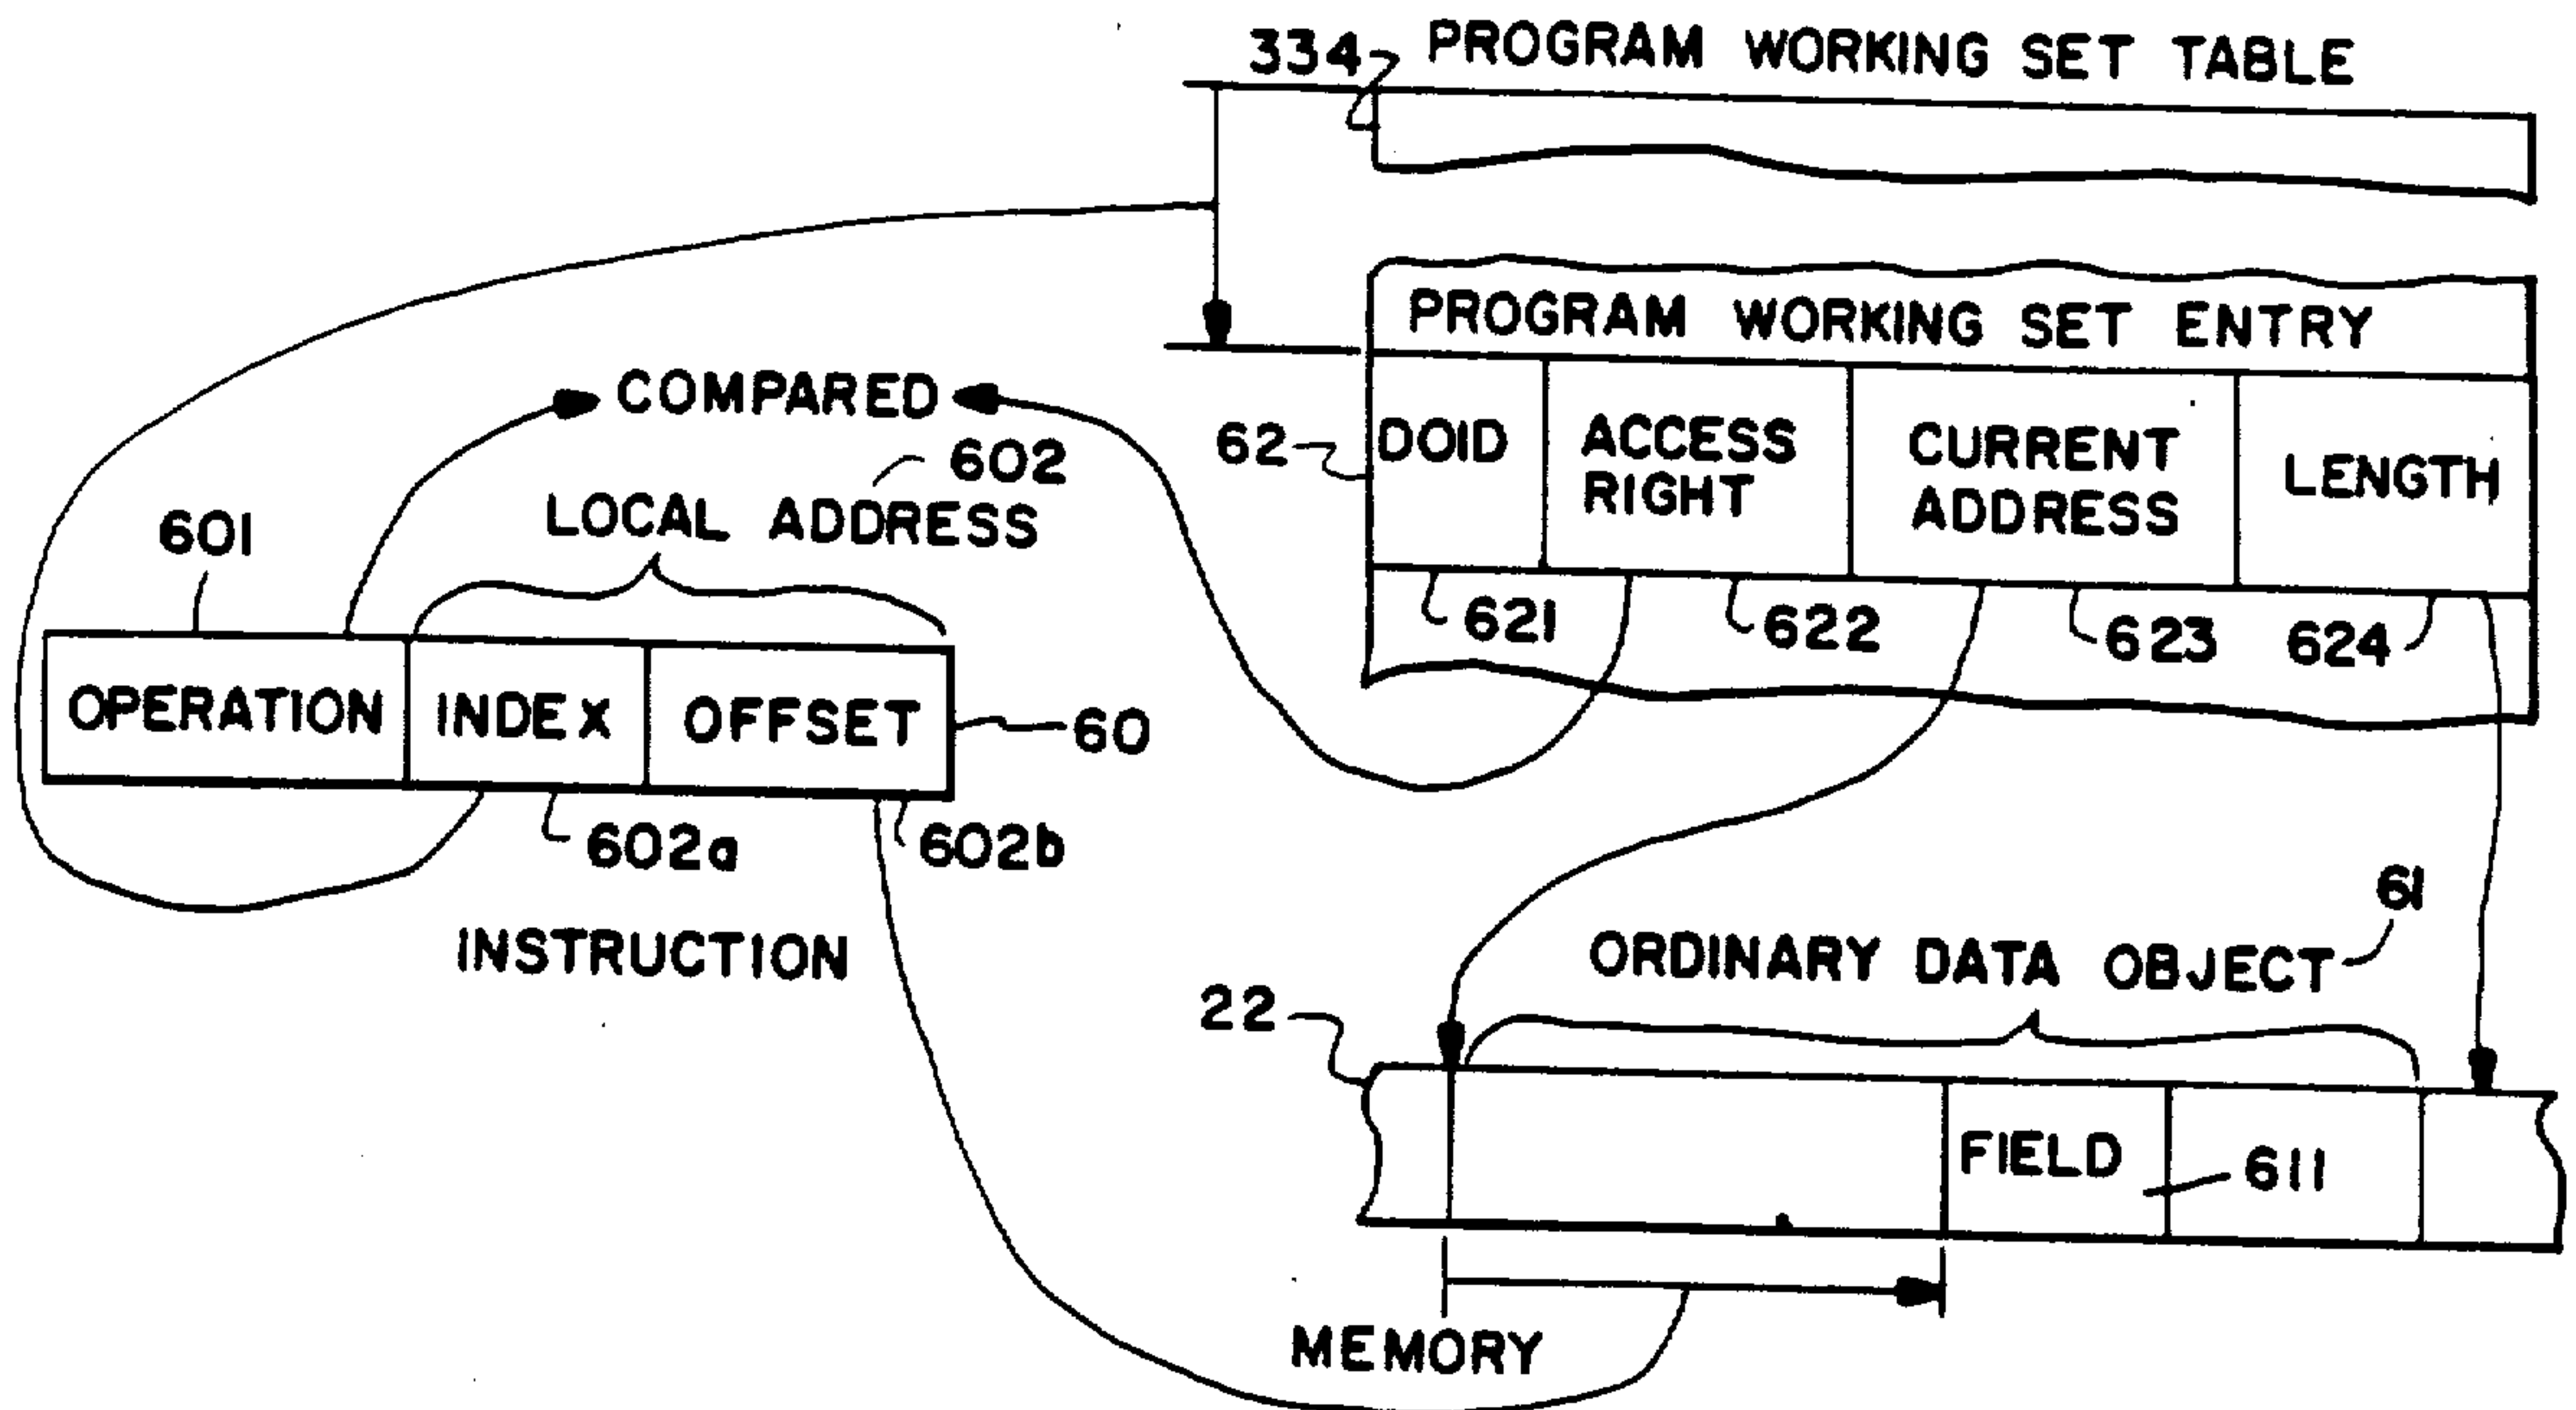 334 PROGRAM WORKING SET TABLE
PROGRAM WORKING SET ENTRY
62 DOID ACCESS RIGHT CURRENT ADDRESS LENGTH
621 622 623 624
COMPARED
602
LOCAL ADDRESS
601
OPERATION INDEX OFFSET 60
602a 602b
INSTRUCTION
61
ORDINARY DATA OBJECT
22
FIELD 611
MEMORY